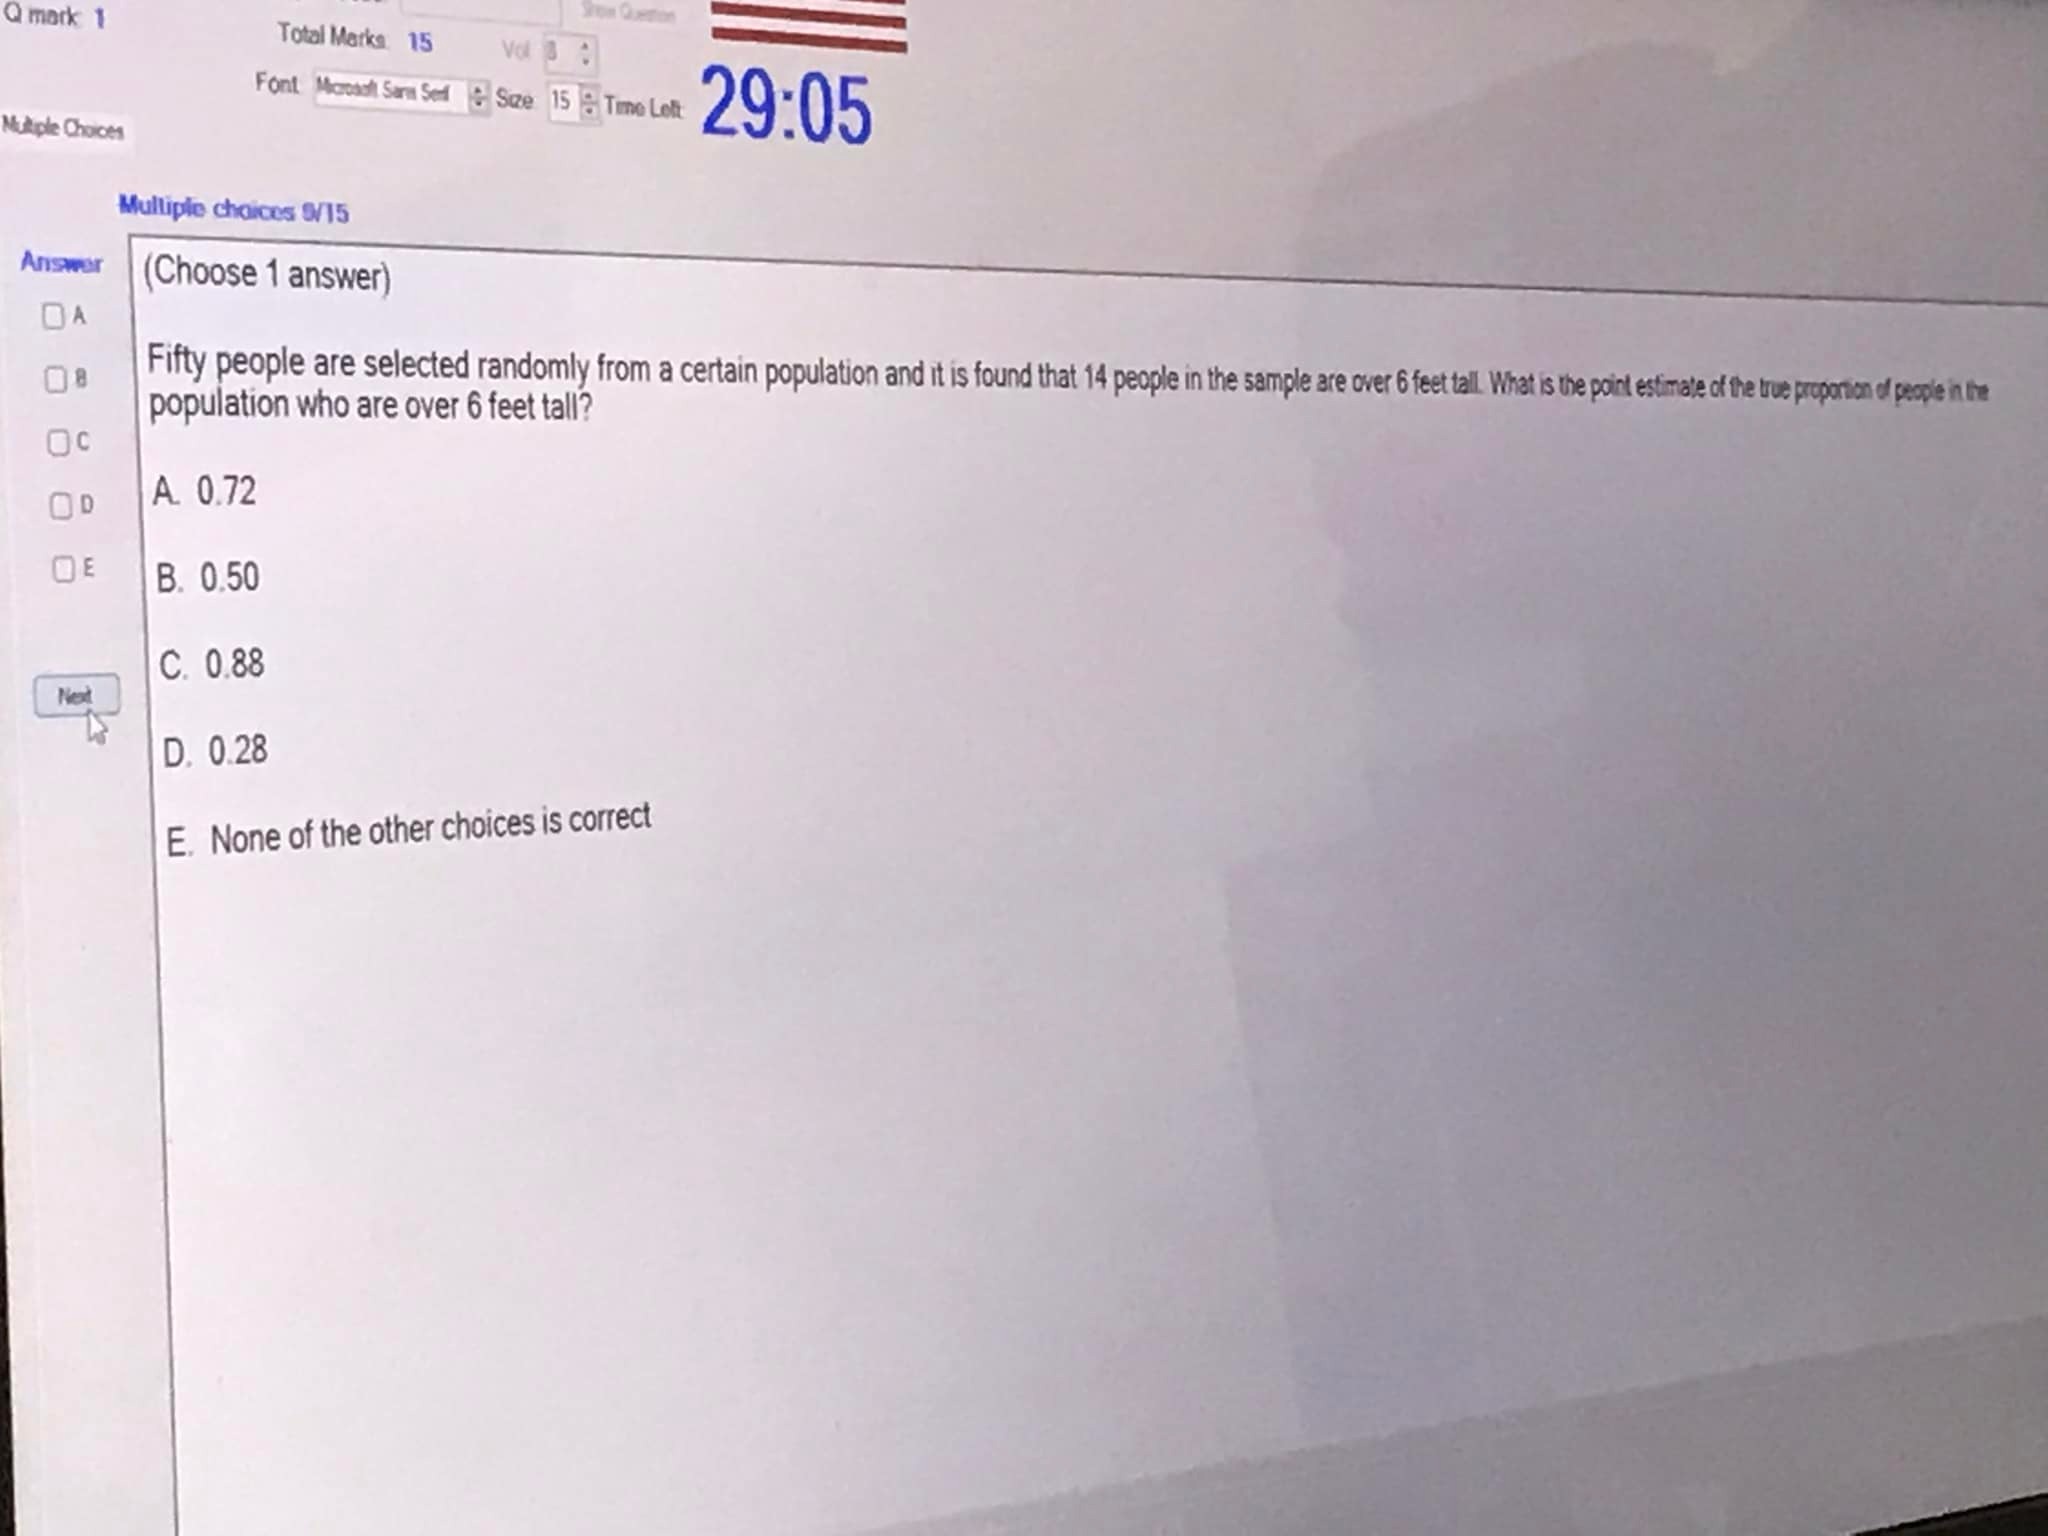 Q mark 1
Total Marks 15
Vol 8
Font Microsoft Sans Serif Size 15 Time Left 29:05
Multiple Choices
Multiple choices 9/15
Answer
A
B
C
D
E
Next
(Choose 1 answer)
Fifty people are selected randomly from a certain population and it is found that 14 people in the sample are over 6 feet tall. What is the point estimate of the true proportion of people in the
population who are over 6 feet tall?
A. 0.72
B. 0.50
C. 0.88
D. 0.28
E. None of the other choices is correct